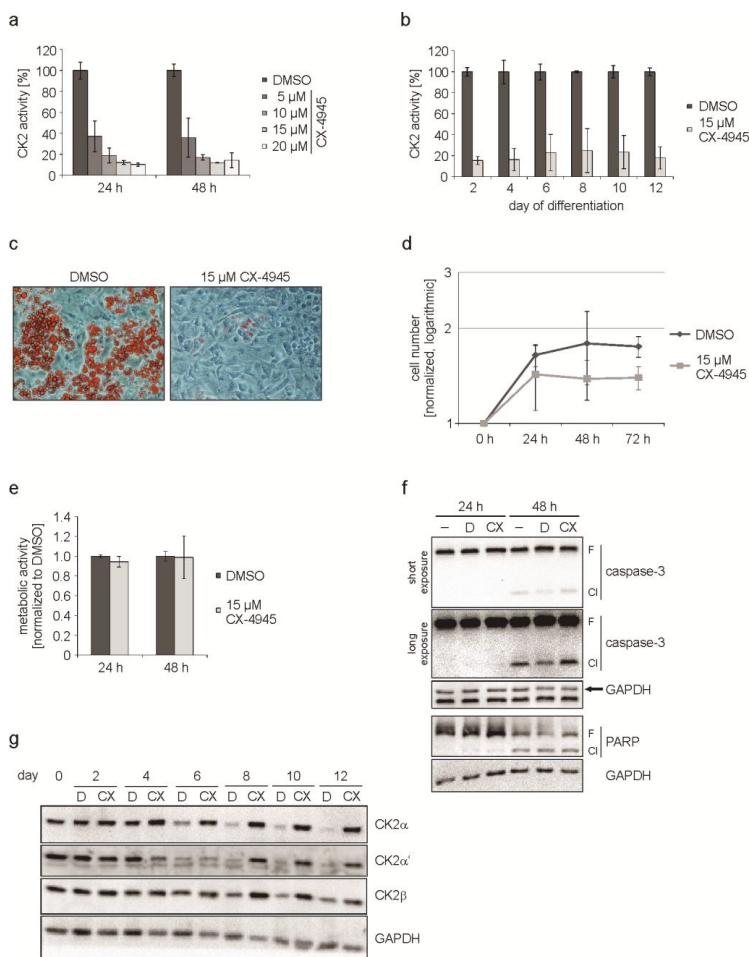 a
CK2 activity [%]
120
100
80
60
40
20
0
24 h
48 h
DMSO
5 µM
10 µM
15 µM
20 µM
CX-4945
b
CK2 activity [%]
120
100
80
60
40
20
0
2 4 6 8 10 12
day of differentiation
DMSO
15 µM
CX-4945
c
DMSO
15 µM CX-4945
d
cell number
[normalized, logarithmic]
3
2
1
0 h 24 h 48 h 72 h
DMSO
15 µM
CX-4945
e
metabolic activity
[normalized to DMSO]
1.4
1.2
1.0
0.8
0.6
0.4
0.2
0
24 h
48 h
DMSO
15 µM
CX-4945
f
24 h 48 h
– D CX – D CX
short
exposure
F
Cl
caspase-3
long
exposure
F
Cl
caspase-3
GAPDH
F
Cl
PARP
GAPDH
g
day 0 2 4 6 8 10 12
D CX D CX D CX D CX D CX D CX
CK2α
CK2α'
CK2β
GAPDH